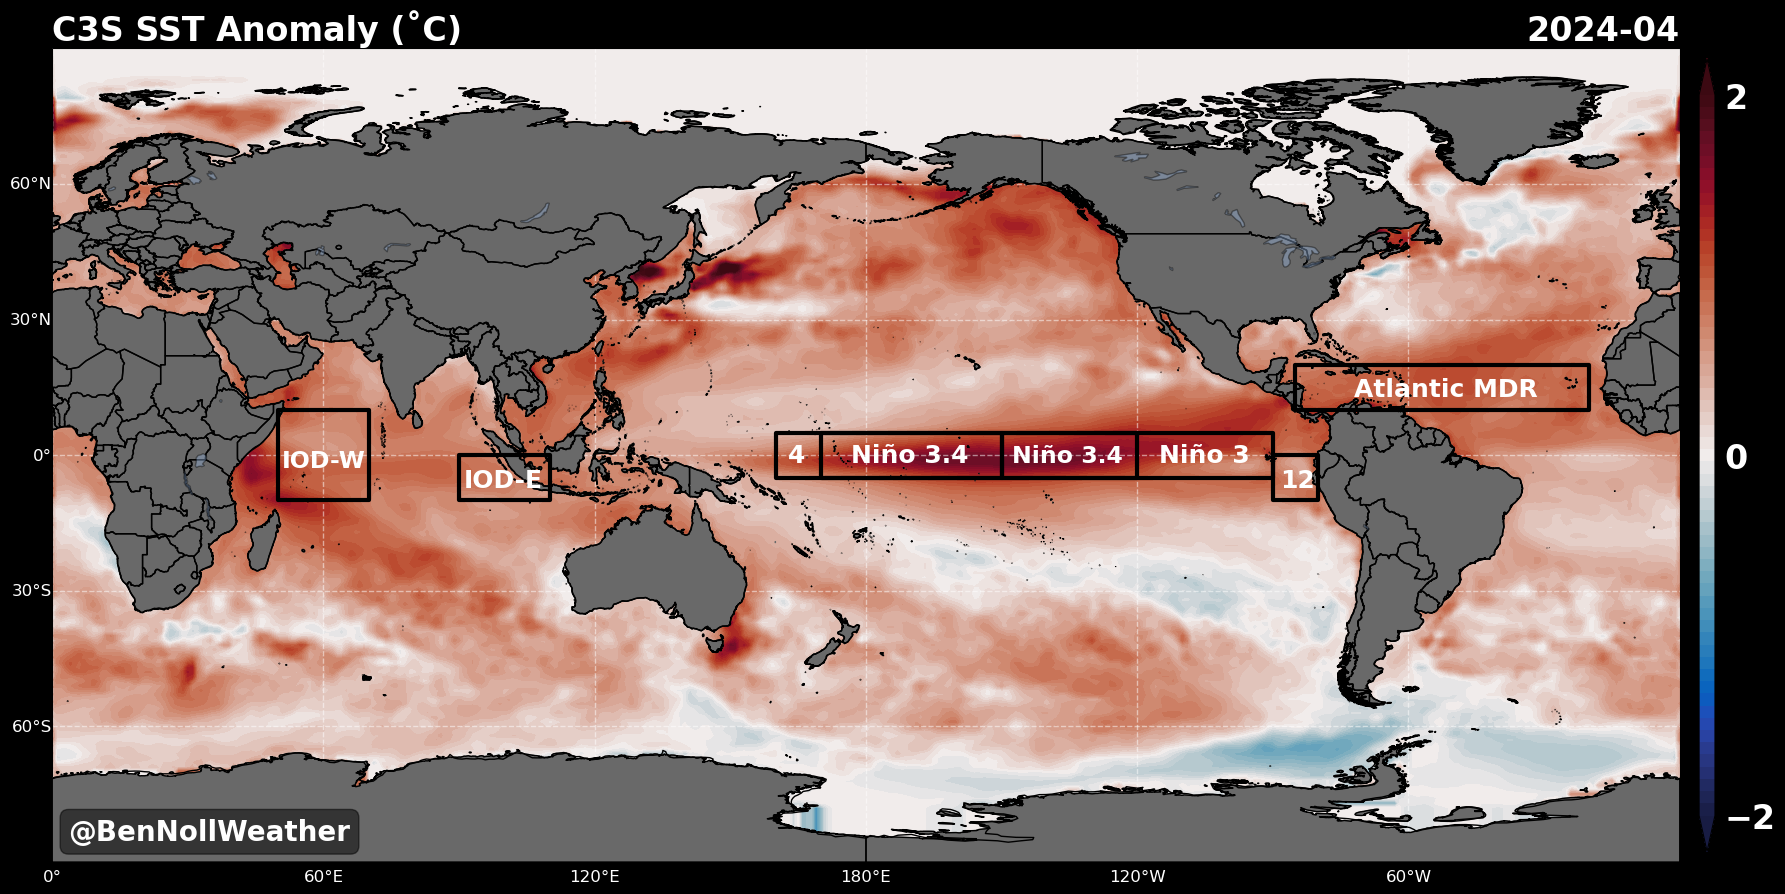 C3S SST Anomaly (˚C)
2024-04
2
60°N
30°N
Atlantic MDR
0°
IOD-W
IOD-E
4
Niño 3.4
Niño 3.4
Niño 3
12
0
30°S
60°S
−2
@BenNollWeather
0°
60°E
120°E
180°E
120°W
60°W